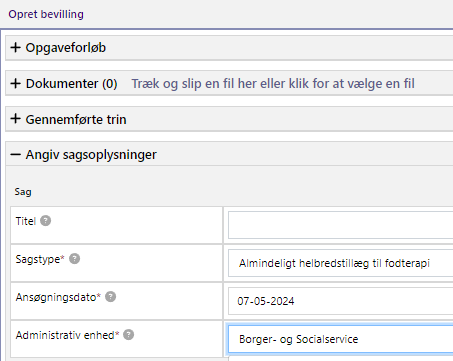 Opret bevilling
+ Opgaveforløb
+ Dokumenter (0) Træk og slip en fil her eller klik for at vælge en fil
+ Gennemførte trin
− Angiv sagsoplysninger
Sag
Titel ?
Sagstype* ? Almindeligt helbredstillæg til fodterapi
Ansøgningsdato* ? 07-05-2024
Administrativ enhed* ? Borger- og Socialservice